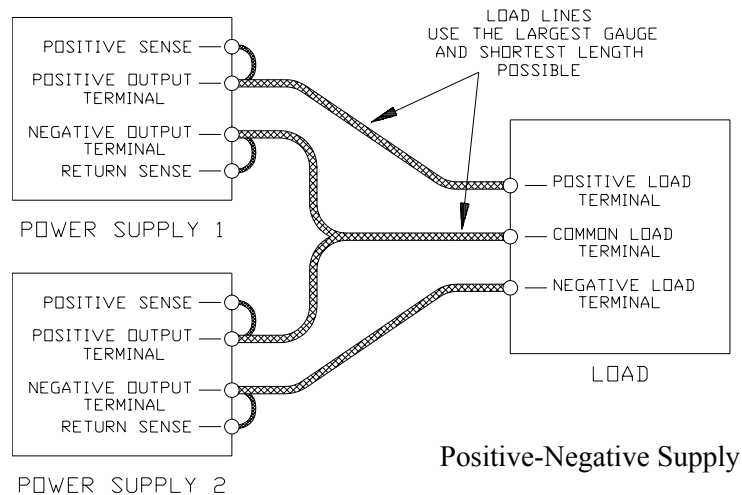 LOAD LINES
USE THE LARGEST GAUGE
AND SHORTEST LENGTH
POSSIBLE
POSITIVE SENSE
POSITIVE OUTPUT
TERMINAL
NEGATIVE OUTPUT
TERMINAL
RETURN SENSE
POWER SUPPLY 1
POSITIVE LOAD
TERMINAL
COMMON LOAD
TERMINAL
NEGATIVE LOAD
TERMINAL
LOAD
POSITIVE SENSE
POSITIVE OUTPUT
TERMINAL
NEGATIVE OUTPUT
TERMINAL
RETURN SENSE
POWER SUPPLY 2
Positive-Negative Supply